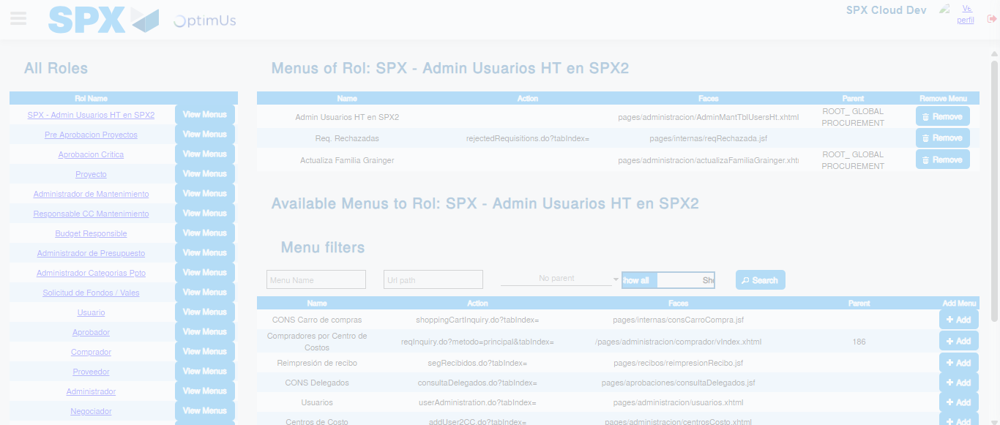 SPX OptimUs
SPX Cloud Dev
perfil
All Roles
Rol Name
SPX - Admin Usuarios HT en SPX2 View Menus
Pre Aprobacion Proyectos View Menus
Aprobacion Critica View Menus
Proyecto View Menus
Administrador de Mantenimiento View Menus
Responsable CC Mantenimiento View Menus
Budget Responsible View Menus
Administrador de Presupuesto View Menus
Administrador Categorias Ppto View Menus
Solicitud de Fondos / Vales View Menus
Usuario View Menus
Aprobador View Menus
Comprador View Menus
Proveedor View Menus
Administrador View Menus
Negociador View Menus
Menus of Rol: SPX - Admin Usuarios HT en SPX2
Name Action Faces Parent Remove Menu
Admin Usuarios HT en SPX2 pages/administracion/AdminMantTblUsersHt.xhtml ROOT_ GLOBAL
PROCUREMENT Remove
Req. Rechazadas rejectedRequisitions.do?tabIndex= pages/internas/reqRechazada.jsf Remove
Actualiza Familia Grainger pages/administracion/actualizaFamiliaGrainger.xhtml ROOT_ GLOBAL
PROCUREMENT Remove
Available Menus to Rol: SPX - Admin Usuarios HT en SPX2
Menu filters
Menu Name Url path No parent how all Sho Search
Name Action Faces Parent Add Menu
CONS Carro de compras shoppingCartInquiry.do?tabIndex= pages/internas/consCarroCompra.jsf Add
Compradores por Centro de
Costos reqInquiry.do?metodo=principal&tabIndex= /pages/administracion/comprador/vIndex.xhtml 186 Add
Reimpresión de recibo segRecibidos.do?tabIndex= pages/recibos/reimpresionRecibo.jsf Add
CONS Delegados consultaDelegados.do?tabIndex= pages/aprobaciones/consultaDelegados.jsf Add
Usuarios userAdministration.do?tabIndex= pages/administracion/usuarios.xhtml Add
Centros de Costo addUser2CC.do?tabIndex= pages/administracion/centrosCosto.xhtml Add